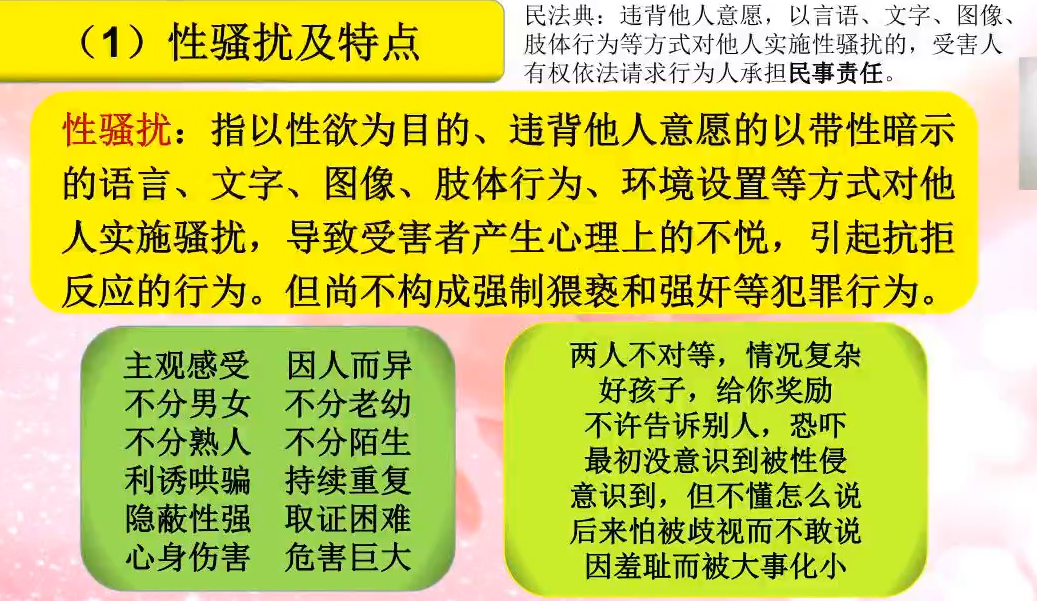 （1）性骚扰及特点
民法典：违背他人意愿，以言语、文字、图像、
肢体行为等方式对他人实施性骚扰的，受害人
有权依法请求行为人承担民事责任。
性骚扰：指以性欲为目的、违背他人意愿的以带性暗示
的语言、文字、图像、肢体行为、环境设置等方式对他
人实施骚扰，导致受害者产生心理上的不悦，引起抗拒
反应的行为。但尚不构成强制猥亵和强奸等犯罪行为。
主观感受 因人而异
不分男女 不分老幼
不分熟人 不分陌生
利诱哄骗 持续重复
隐蔽性强 取证困难
心身伤害 危害巨大
两人不对等，情况复杂
好孩子，给你奖励
不许告诉别人，恐吓
最初没意识到被性侵
意识到，但不懂怎么说
后来怕被歧视而不敢说
因羞耻而被大事化小